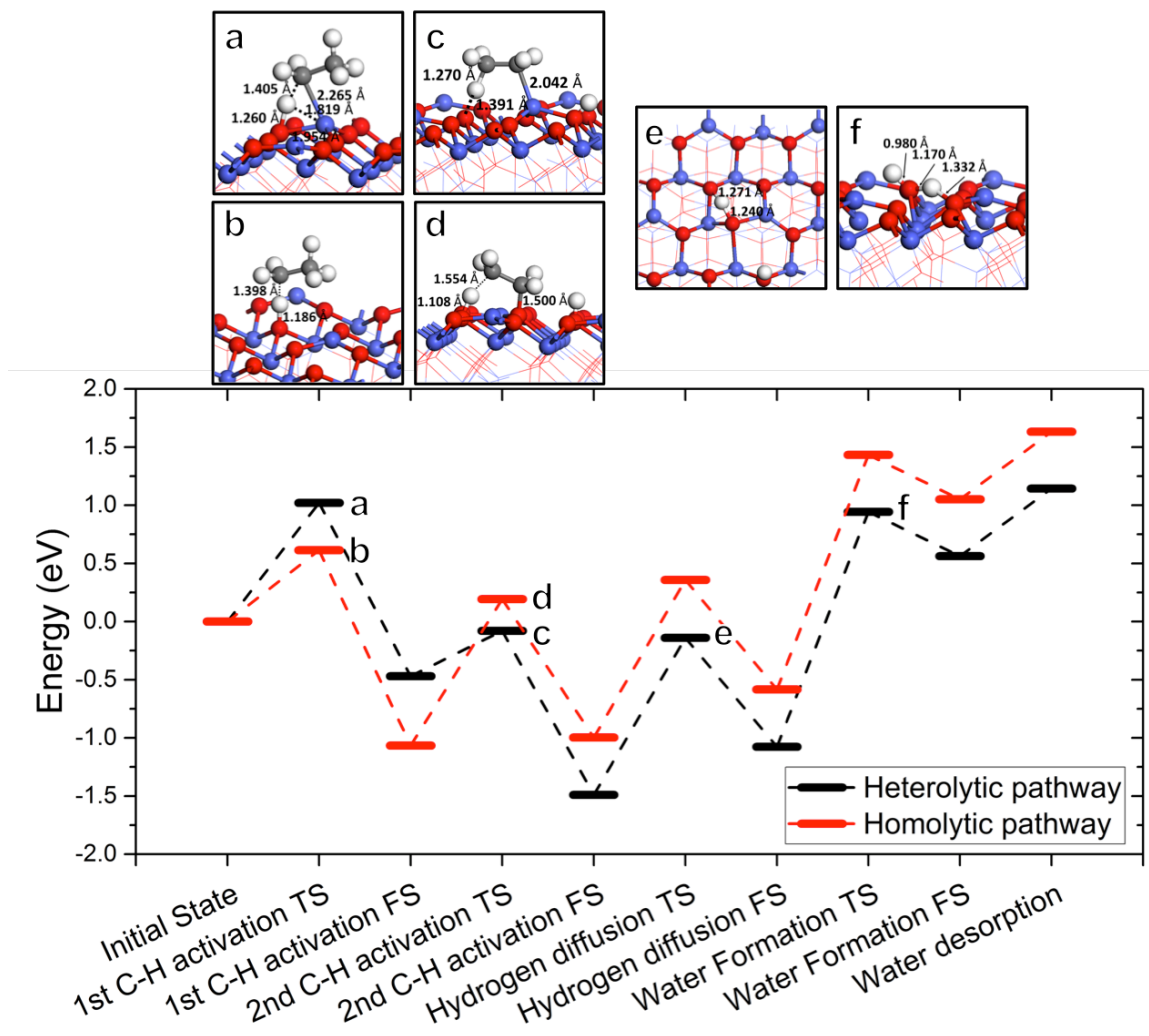 a
1.405 Å
2.265 Å
1.819 Å
1.260 Å
1.954 Å
c
1.270 Å
2.042 Å
1.391 Å
b
1.398 Å
1.186 Å
d
1.554 Å
1.108 Å
1.500 Å
e
1.271 Å
1.240 Å
f
0.980 Å
1.170 Å
1.332 Å
2.0
1.5
1.0
0.5
0.0
-0.5
-1.0
-1.5
-2.0
Energy (eV)
a
b
d
c
e
f
Heterolytic pathway
Homolytic pathway
Initial State
1st C-H activation TS
1st C-H activation FS
2nd C-H activation TS
2nd C-H activation FS
Hydrogen diffusion TS
Hydrogen diffusion FS
Water Formation TS
Water Formation FS
Water desorption